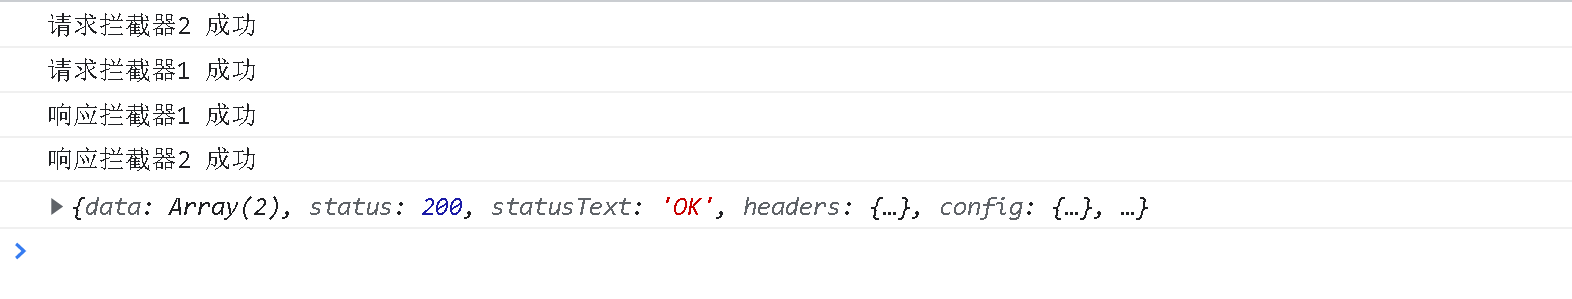 请求拦截器2 成功
请求拦截器1 成功
响应拦截器1 成功
响应拦截器2 成功
{data: Array(2), status: 200, statusText: 'OK', headers: {…}, config: {…}, …}